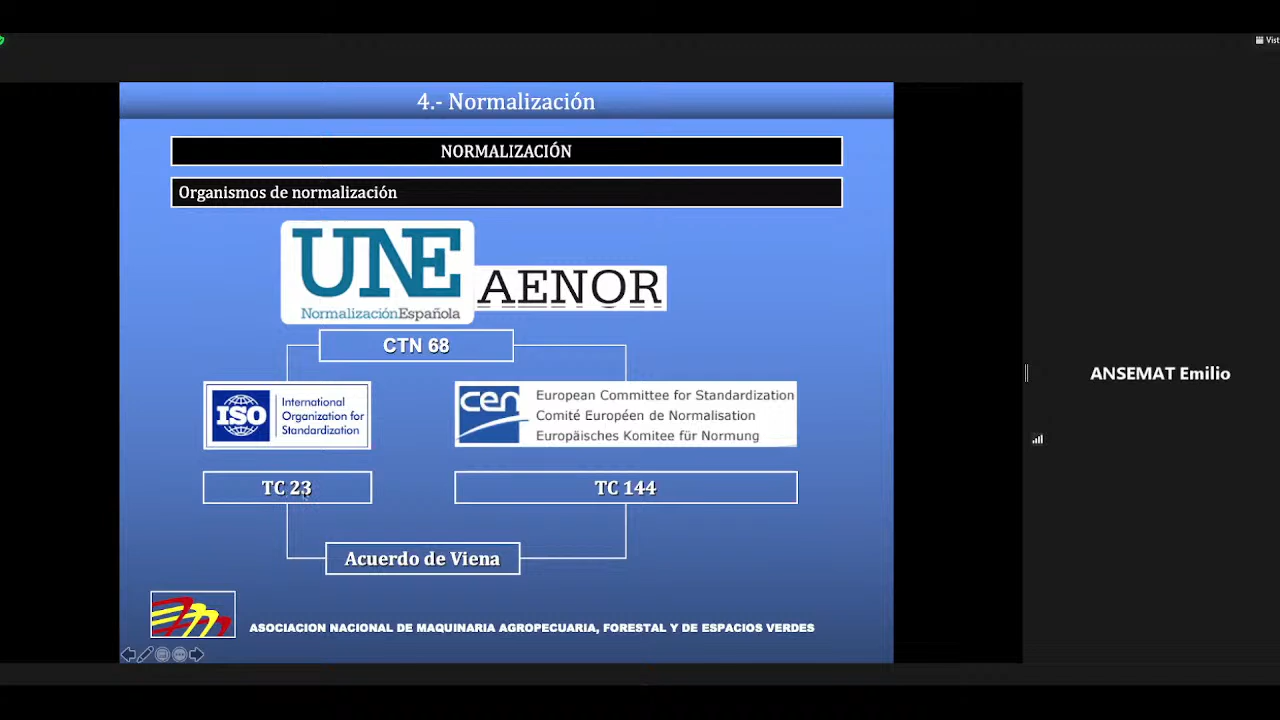 Vist
4.- Normalización
NORMALIZACIÓN
Organismos de normalización
UNE
NormalizaciónEspañola
AENOR
CTN 68
ISO
International
Organization for
Standardization
cen
European Committee for Standardization
Comité Européen de Normalisation
Europäisches Komitee für Normung
ANSEMAT Emilio
TC 23
TC 144
Acuerdo de Viena
ASOCIACION NACIONAL DE MAQUINARIA AGROPECUARIA, FORESTAL Y DE ESPACIOS VERDES